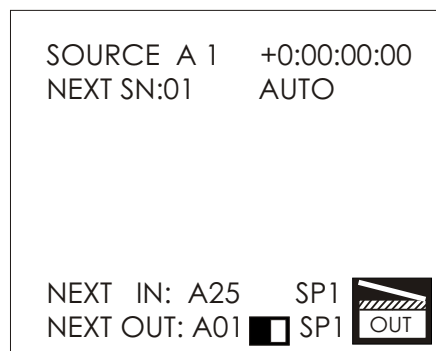 SOURCE A 1 +0:00:00:00
NEXT SN:01 AUTO
NEXT IN: A25 SP1
NEXT OUT: A01 SP1 OUT